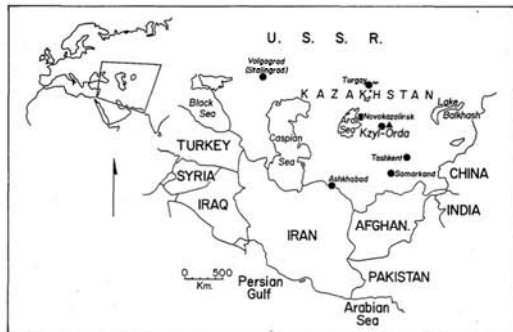 U. S. S. R.
Volgograd
(Stalingrad)
Turgay
KAZAKHSTAN
Black
Sea
Aral
Sea
Novokazalinsk
Kzyl-Orda
Lake
Balkhash
Caspian
Sea
TURKEY
Tashkent
Samarkand
CHINA
SYRIA
Ashkhabad
IRAQ
IRAN
AFGHAN.
INDIA
0 500
Km.
Persian
Gulf
PAKISTAN
Arabian
Sea